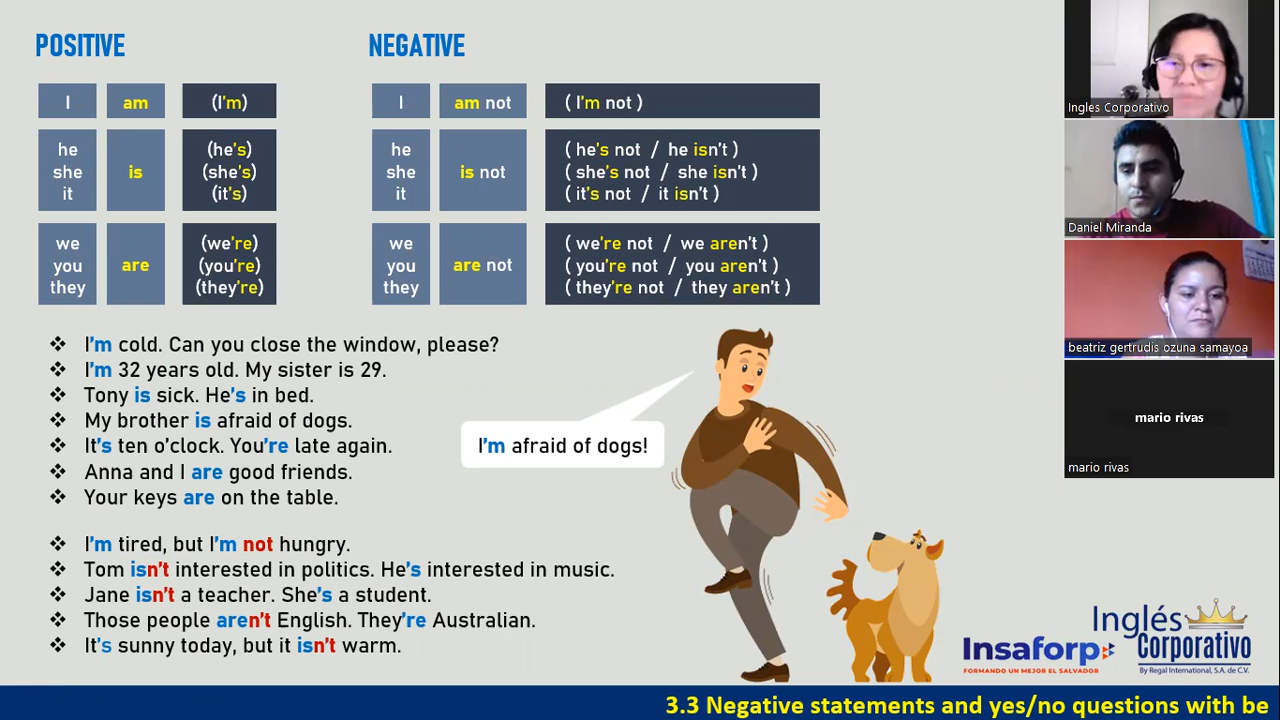 POSITIVE
I am (I'm)
he
she
it
is
(he's)
(she's)
(it's)
we
you
they
are
(we're)
(you're)
(they're)
NEGATIVE
I am not ( I'm not )
he
she
it
is not
( he's not / he isn't )
( she's not / she isn't )
( it's not / it isn't )
we
you
they
are not
( we're not / we aren't )
( you're not / you aren't )
( they're not / they aren't )
❖ I'm cold. Can you close the window, please?
❖ I'm 32 years old. My sister is 29.
❖ Tony is sick. He's in bed.
❖ My brother is afraid of dogs.
❖ It's ten o'clock. You're late again.
❖ Anna and I are good friends.
❖ Your keys are on the table.
❖ I'm tired, but I'm not hungry.
❖ Tom isn't interested in politics. He's interested in music.
❖ Jane isn't a teacher. She's a student.
❖ Those people aren't English. They're Australian.
❖ It's sunny today, but it isn't warm.
I'm afraid of dogs!
Insaforp
FORMANDO UN MEJOR EL SALVADOR
Inglés
Corporativo
By Regal International, S.A. de C.V.
3.3 Negative statements and yes/no questions with be
Ingles Corporativo
Daniel Miranda
beatriz gertrudis ozuna samayoa
mario rivas
mario rivas